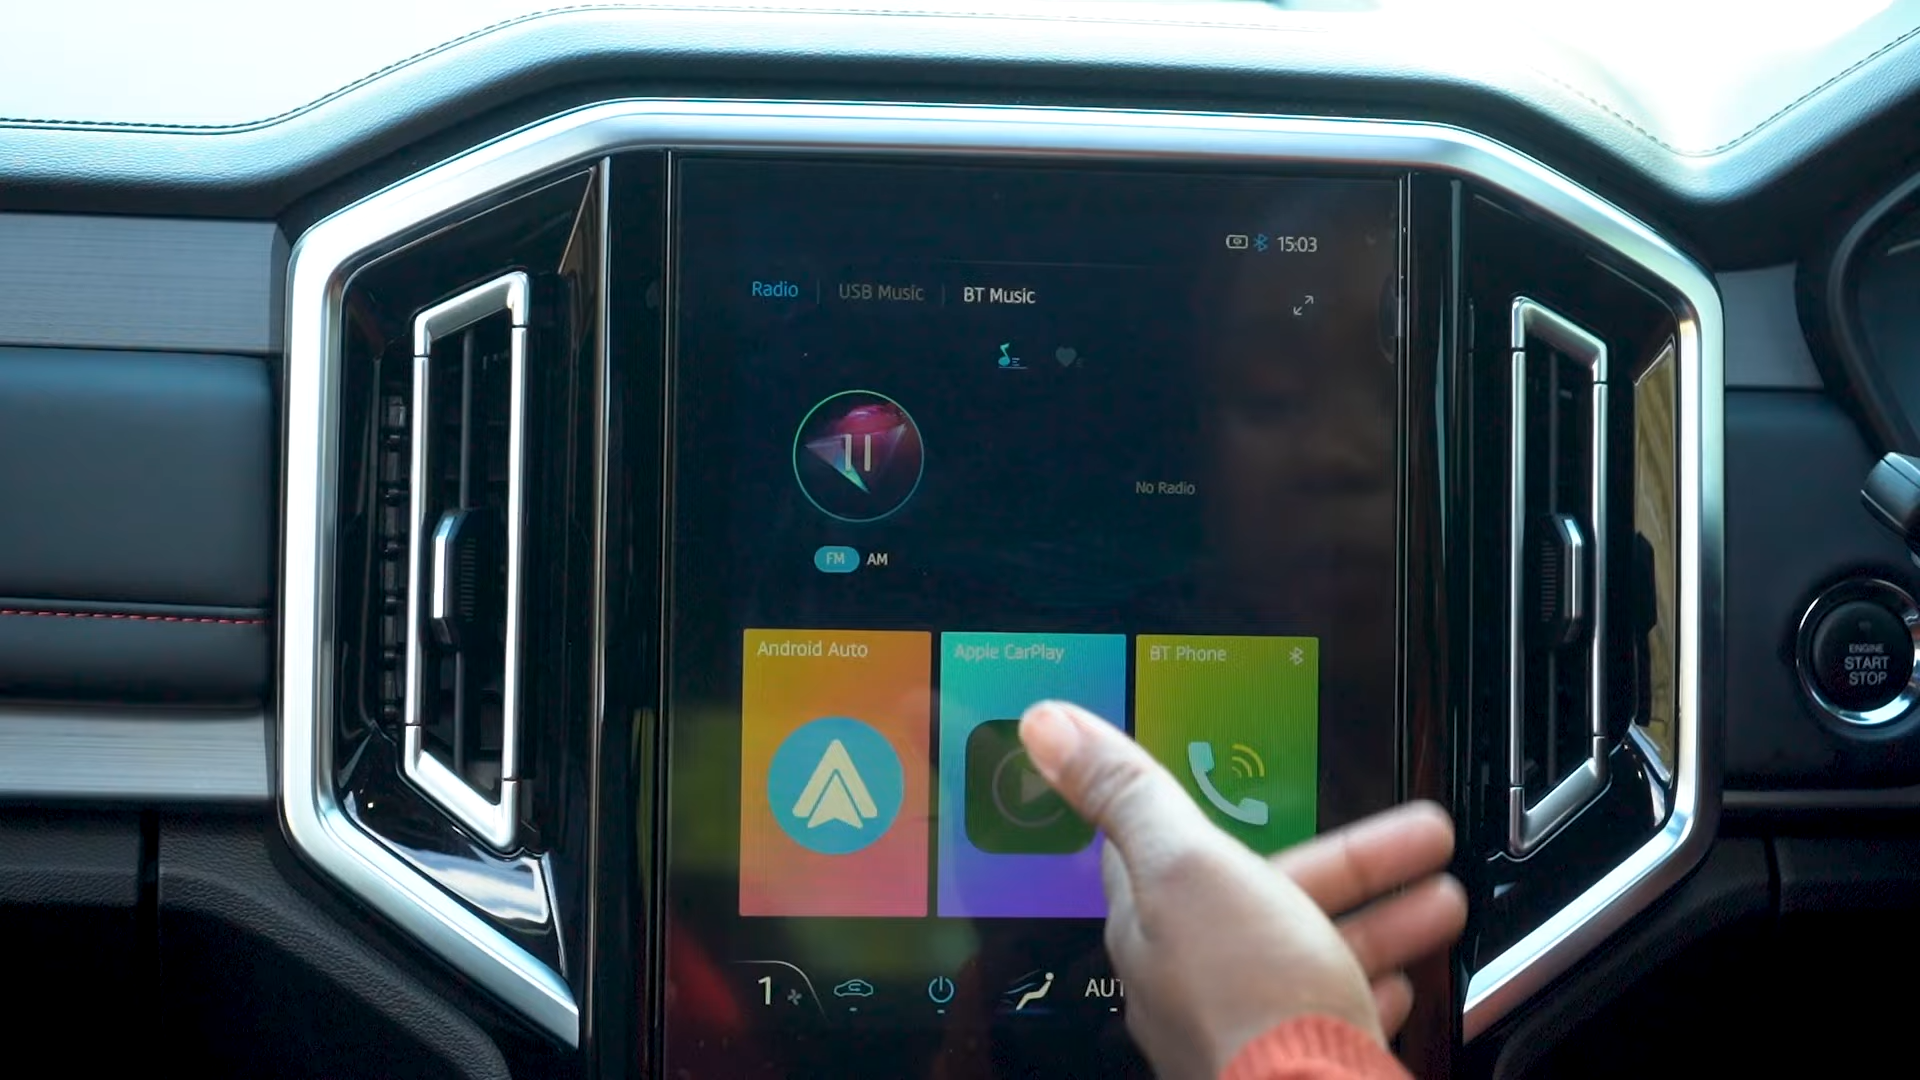 15:03
Radio | USB Music | BT Music
No Radio
FM AM
Android Auto
Apple CarPlay
BT Phone
1
AUT
ENGINE
START
STOP